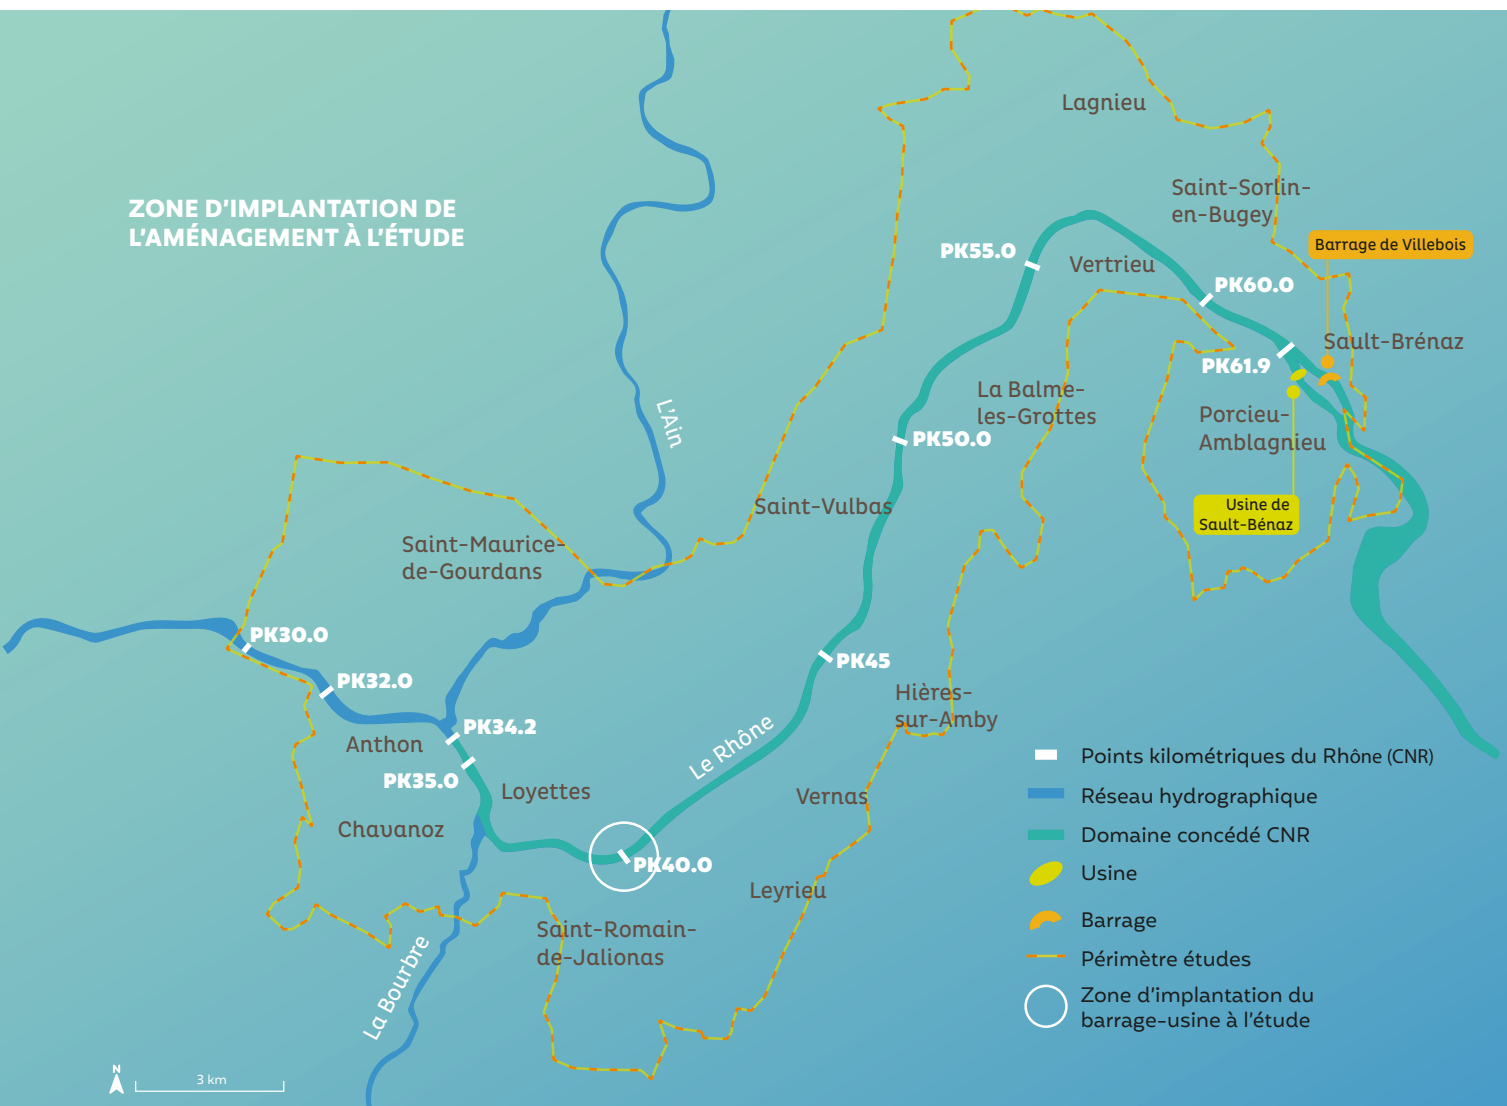 Lagnieu
Saint-Sorlin-
en-Bugey
ZONE D'IMPLANTATION DE
L'AMÉNAGEMENT À L'ÉTUDE
Barrage de Villebois
PK55.0
Vertrieu
PK60.0
Sault-Brénaz
PK61.9
La Balme-
les-Grottes
Porcieu-
Amblagnieu
L'Ain
PK50.0
Saint-Vulbas
Usine de
Sault-Bénaz
Saint-Maurice-
de-Gourdans
PK30.0
PK45
PK32.0
Hières-
sur-Amby
PK34.2
Anthon
Le Rhône
PK35.0
Loyettes
Vernas
Chavanoz
PK40.0
Leyrieu
Saint-Romain-
de-Jalionas
La Bourbre
Points kilométriques du Rhône (CNR)
Réseau hydrographique
Domaine concédé CNR
Usine
Barrage
Périmètre études
Zone d'implantation du
barrage-usine à l'étude
N
3 km